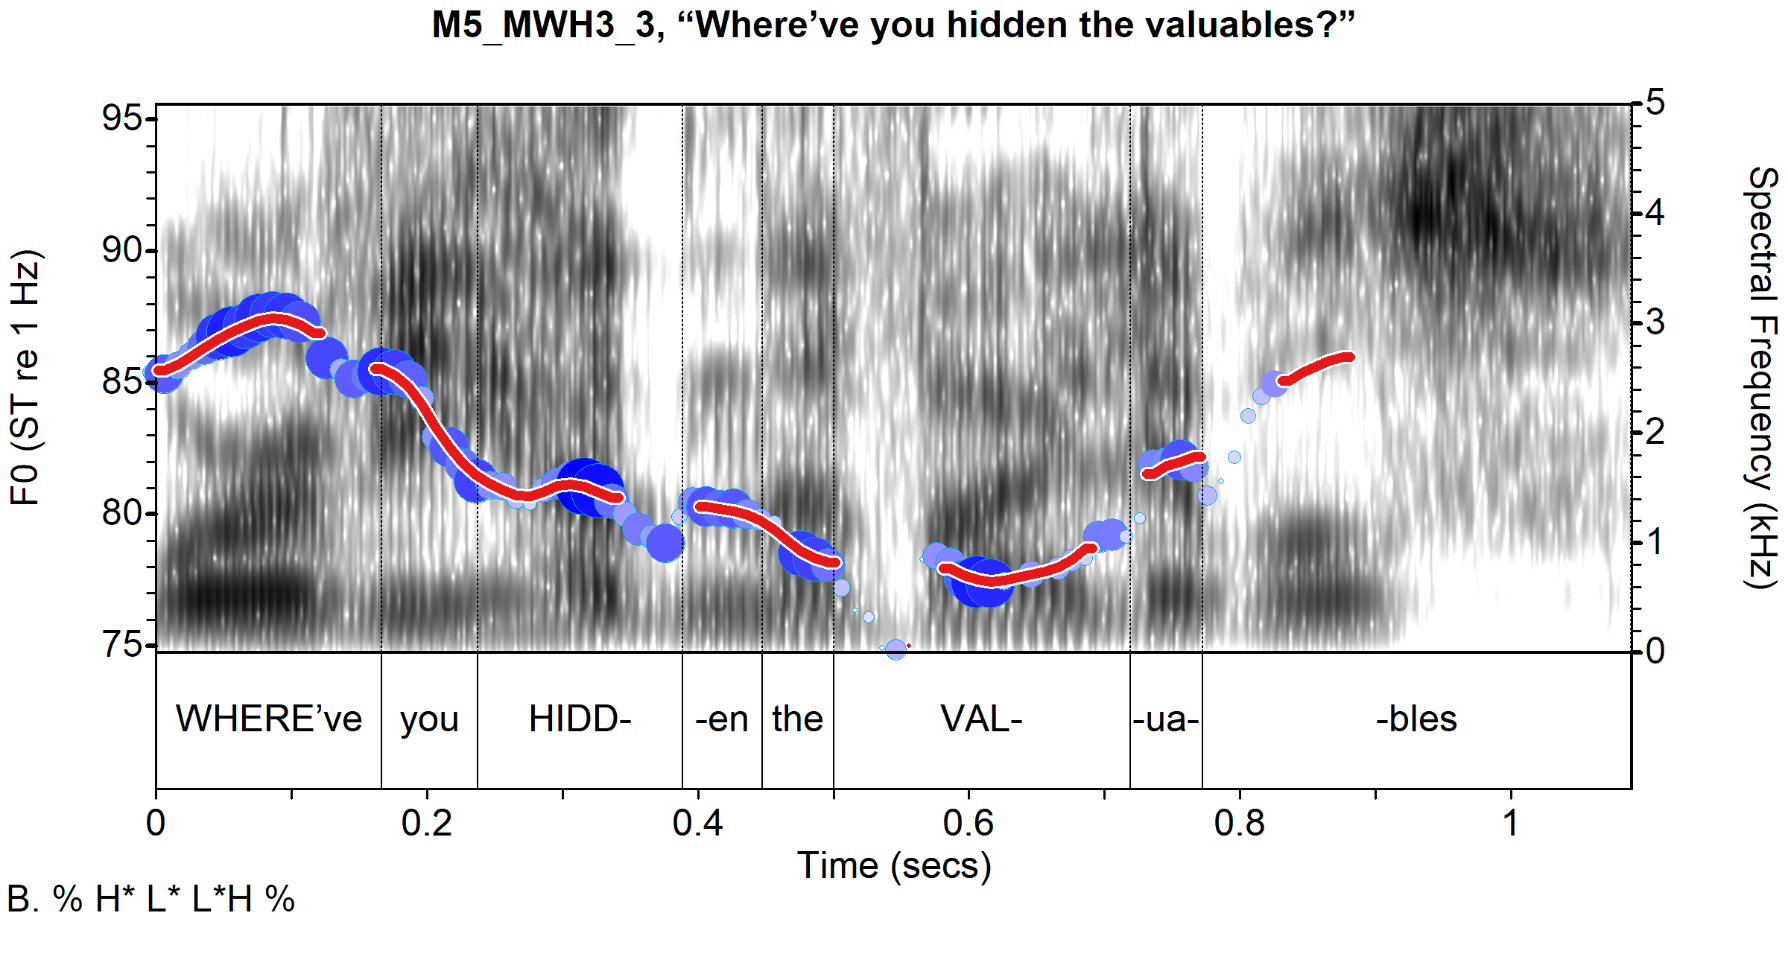 M5_MWH3_3, “Where’ve you hidden the valuables?”
F0 (ST re 1 Hz)
95
90
85
80
75
5
4
3
2
1
0
Spectral Frequency (kHz)
WHERE’ve you HIDD- -en the VAL- -ua- -bles
0 0.2 0.4 0.6 0.8 1
Time (secs)
B. % H* L* L*H %